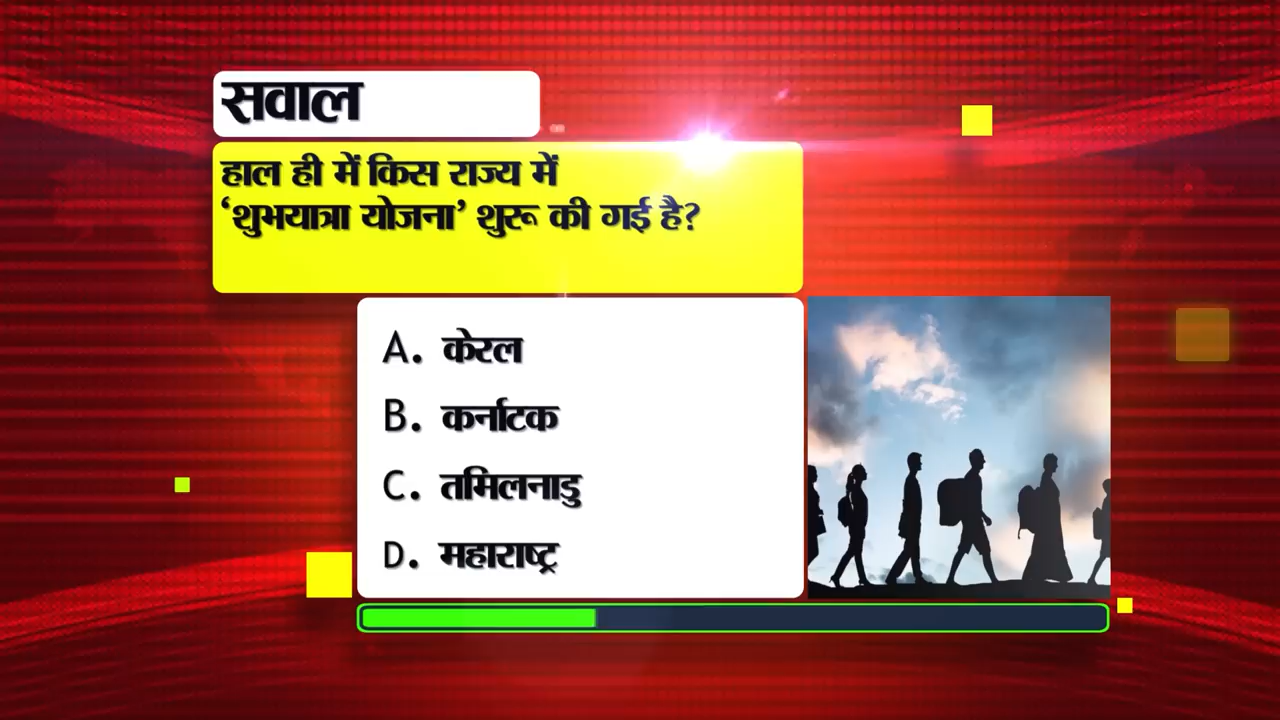 सवाल
हाल ही में किस राज्य में
‘शुभयात्रा योजना’ शुरू की गई है?
A. केरल
B. कर्नाटक
C. तमिलनाडु
D. महाराष्ट्र